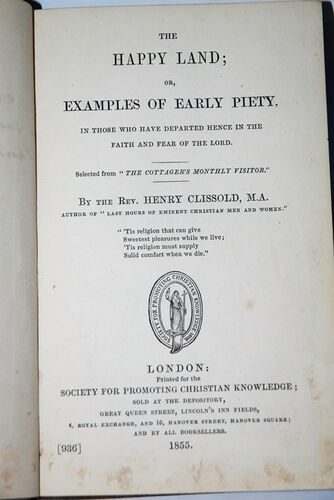 THE
HAPPY LAND;
OR,
EXAMPLES OF EARLY PIETY,
IN THOSE WHO HAVE DEPARTED HENCE IN THE
FAITH AND FEAR OF THE LORD.
Selected from "THE COTTAGER'S MONTHLY VISITOR."
BY THE REV. HENRY CLISSOLD, M.A.
AUTHOR OF "LAST HOURS OF EMINENT CHRISTIAN MEN AND WOMEN."
"'Tis religion that can give
Sweetest pleasures while we live;
'Tis religion must supply
Solid comfort when we die."
SOCIETY FOR PROMOTING CHRISTIAN KNOWLEDGE
LONDON:
Printed for the
SOCIETY FOR PROMOTING CHRISTIAN KNOWLEDGE;
SOLD AT THE DEPOSITORY,
GREAT QUEEN STREET, LINCOLN'S INN FIELDS,
4, ROYAL EXCHANGE, AND 16, HANOVER STREET, HANOVER SQUARE;
AND BY ALL BOOKSELLERS.
[936] 1855.